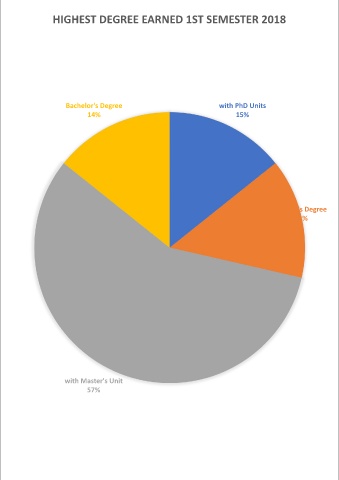 HIGHEST DEGREE EARNED 1ST SEMESTER 2018
Bachelor's Degree
14%
with PhD Units
15%
Degree
%
with Master's Unit
57%